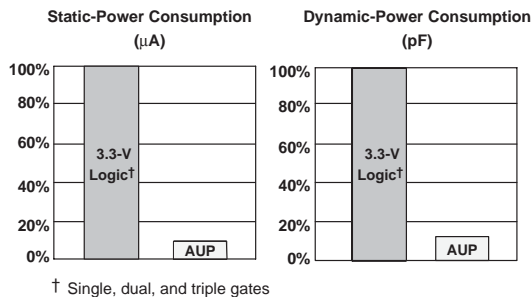 Static-Power Consumption
(μA)
100%
80%
60%
40%
20%
0%
3.3-V
Logic†
AUP
Dynamic-Power Consumption
(pF)
100%
80%
60%
40%
20%
0%
3.3-V
Logic†
AUP
† Single, dual, and triple gates